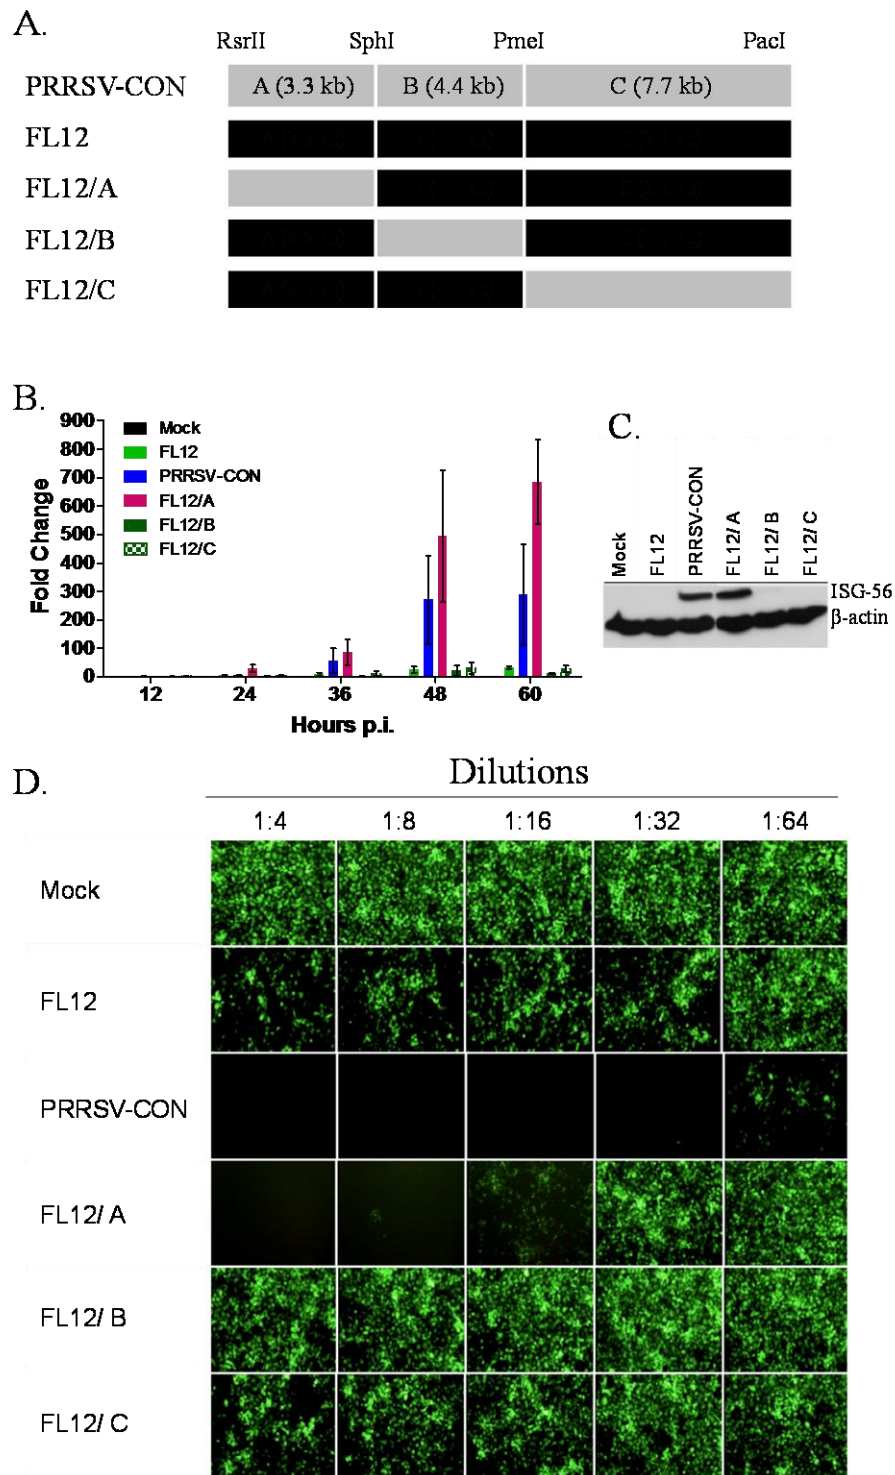 A.
RsrII SphI PmeI PacI
PRRSV-CON A (3.3 kb) B (4.4 kb) C (7.7 kb)
FL12
FL12/A
FL12/B
FL12/C
B.
900
800
700
600
500
400
300
200
100
0
Fold Change
Mock
FL12
PRRSV-CON
FL12/A
FL12/B
FL12/C
12 24 36 48 60
Hours p.i.
C.
Mock
FL12
PRRSV-CON
FL12/ A
FL12/ B
FL12/ C
ISG-56
β-actin
D.
Dilutions
1:4 1:8 1:16 1:32 1:64
Mock
FL12
PRRSV-CON
FL12/ A
FL12/ B
FL12/ C